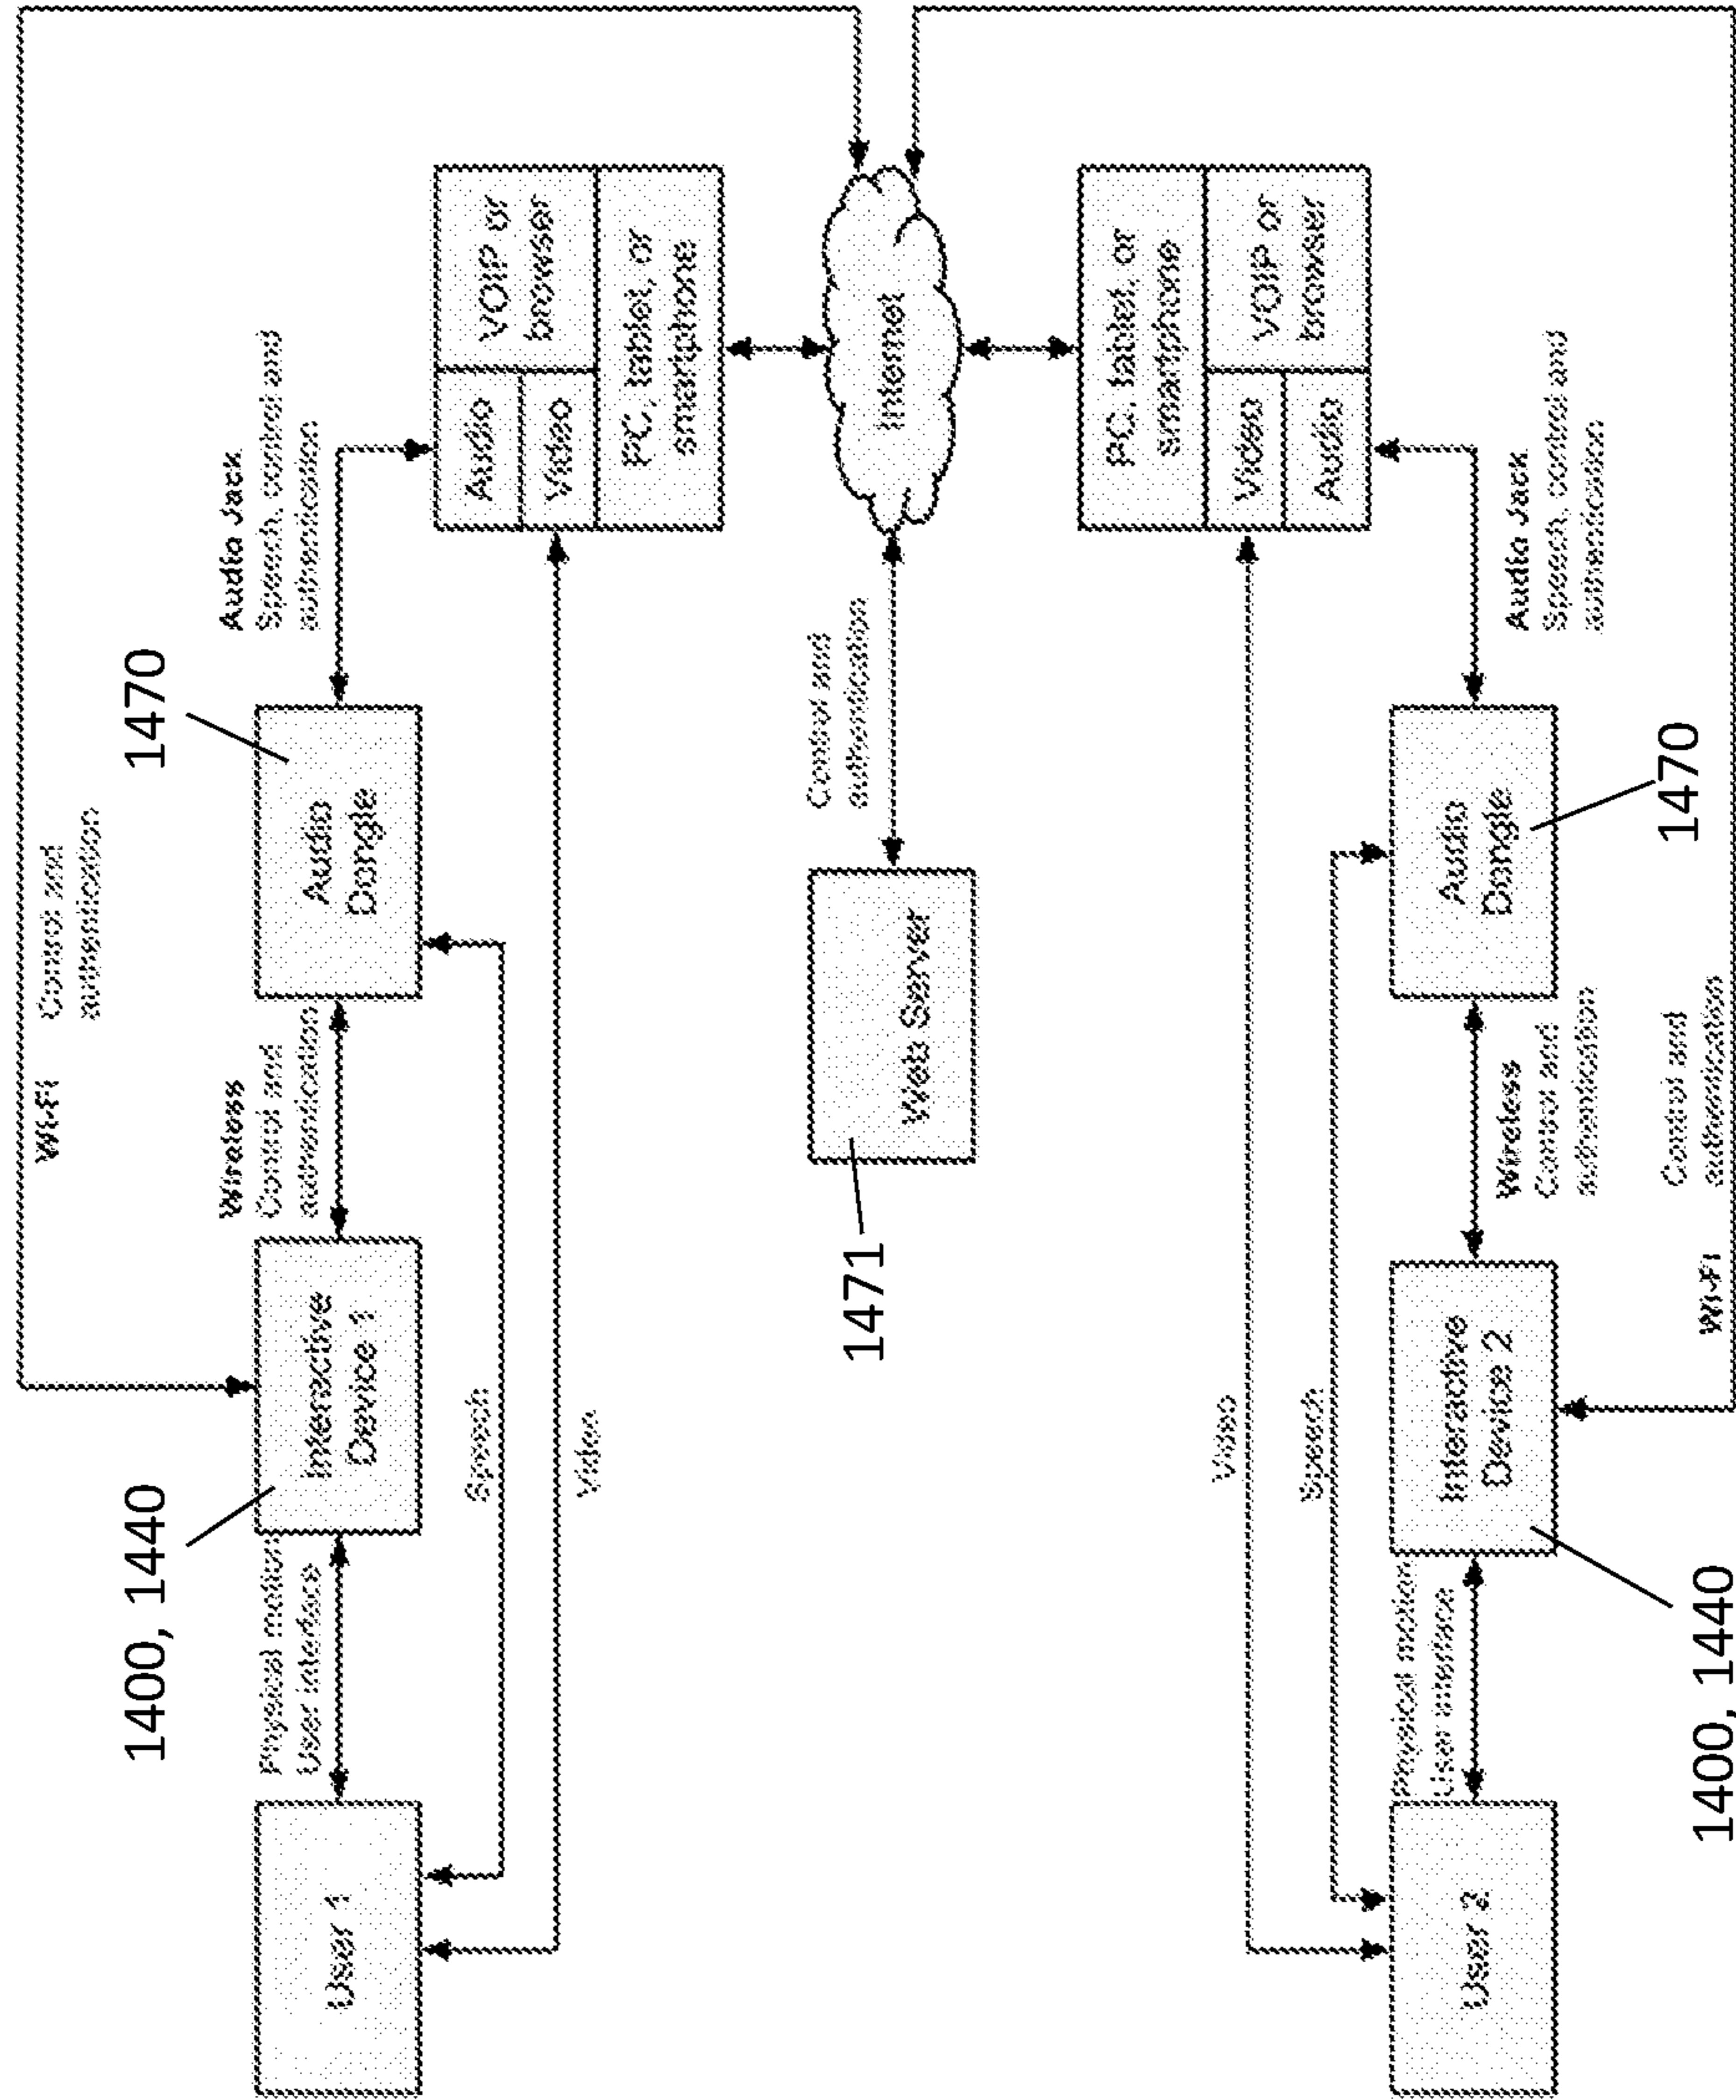 Wi-Fi
Control and
authentication
1400, 1440
1470
User 1
Physical motion
User interface
Interactive
Device 1
Wireless
Control and
authentication
Audio
Dongle
Audio Jack
Speech, control and
authentication
Speech
Video
Audio
Video
VOIP or
browser
PC, tablet, or
smartphone
1471
Web Server
Control and
authentication
Internet
PC, tablet, or
smartphone
Video
Audio
VOIP or
browser
Video
Speech
User 2
Physical motion
User interface
Interactive
Device 2
Wireless
Control and
authentication
Audio
Dongle
Audio Jack
Speech, control and
authentication
1400, 1440
1470
Wi-Fi
Control and
authentication